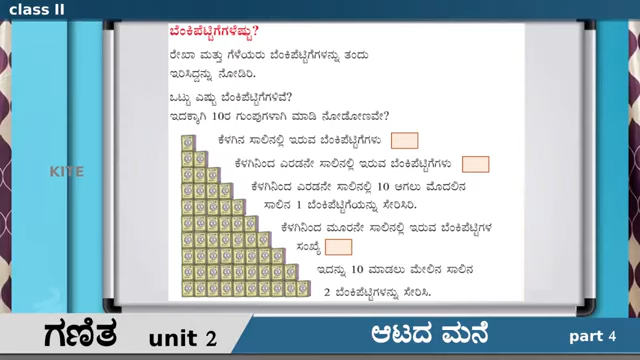 class II
ಬೆಂಕಿಪೆಟ್ಟಿಗೆಗಳೆಷ್ಟು?
ರೇಖಾ ಮತ್ತು ಗೆಳೆಯರು ಬೆಂಕಿಪೆಟ್ಟಿಗೆಗಳನ್ನು ತಂದು
ಇರಿಸಿದ್ದನ್ನು ನೋಡಿರಿ.
ಒಟ್ಟು ಎಷ್ಟು ಬೆಂಕಿಪೆಟ್ಟಿಗೆಗಳಿವೆ?
ಇದಕ್ಕಾಗಿ 10ರ ಗುಂಪುಗಳಾಗಿ ಮಾಡಿ ನೋಡೋಣವೇ?
ಕೆಳಗಿನ ಸಾಲಿನಲ್ಲಿ ಇರುವ ಬೆಂಕಿಪೆಟ್ಟಿಗೆಗಳು
ಕೆಳಗಿನಿಂದ ಎರಡನೇ ಸಾಲಿನಲ್ಲಿ ಇರುವ ಬೆಂಕಿಪೆಟ್ಟಿಗೆಗಳು
KITE
ಕೆಳಗಿನಿಂದ ಎರಡನೇ ಸಾಲಿನಲ್ಲಿ 10 ಆಗಲು ಮೊದಲಿನ
ಸಾಲಿನ 1 ಬೆಂಕಿಪೆಟ್ಟಿಗೆಯನ್ನು ಸೇರಿಸಿರಿ.
ಕೆಳಗಿನಿಂದ ಮೂರನೇ ಸಾಲಿನಲ್ಲಿ ಇರುವ ಬೆಂಕಿಪೆಟ್ಟಿಗಳ
ಸಂಖ್ಯೆ
ಇದನ್ನು 10 ಮಾಡಲು ಮೇಲಿನ ಸಾಲಿನ
2 ಬೆಂಕಿಪೆಟ್ಟಿಗಳನ್ನು ಸೇರಿಸಿ.
ಗಣಿತ unit 2 ಆಟದ ಮನೆ part 4